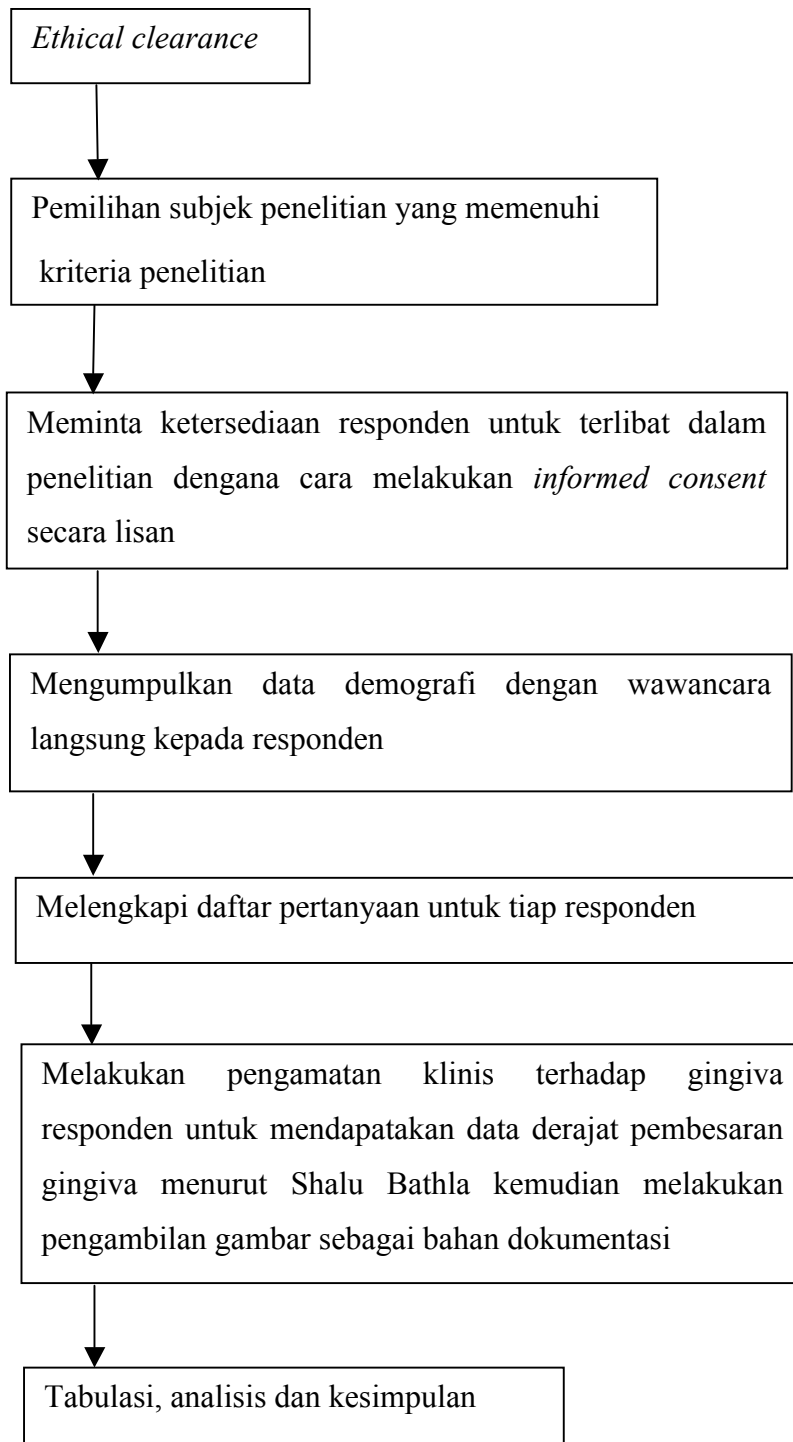 Ethical clearance
Pemilihan subjek penelitian yang memenuhi
kriteria penelitian
Meminta ketersediaan responden untuk terlibat dalam
penelitian dengana cara melakukan informed consent
secara lisan
Mengumpulkan data demografi dengan wawancara
langsung kepada responden
Melengkapi daftar pertanyaan untuk tiap responden
Melakukan pengamatan klinis terhadap gingiva
responden untuk mendapatakan data derajat pembesaran
gingiva menurut Shalu Bathla kemudian melakukan
pengambilan gambar sebagai bahan dokumentasi
Tabulasi, analisis dan kesimpulan